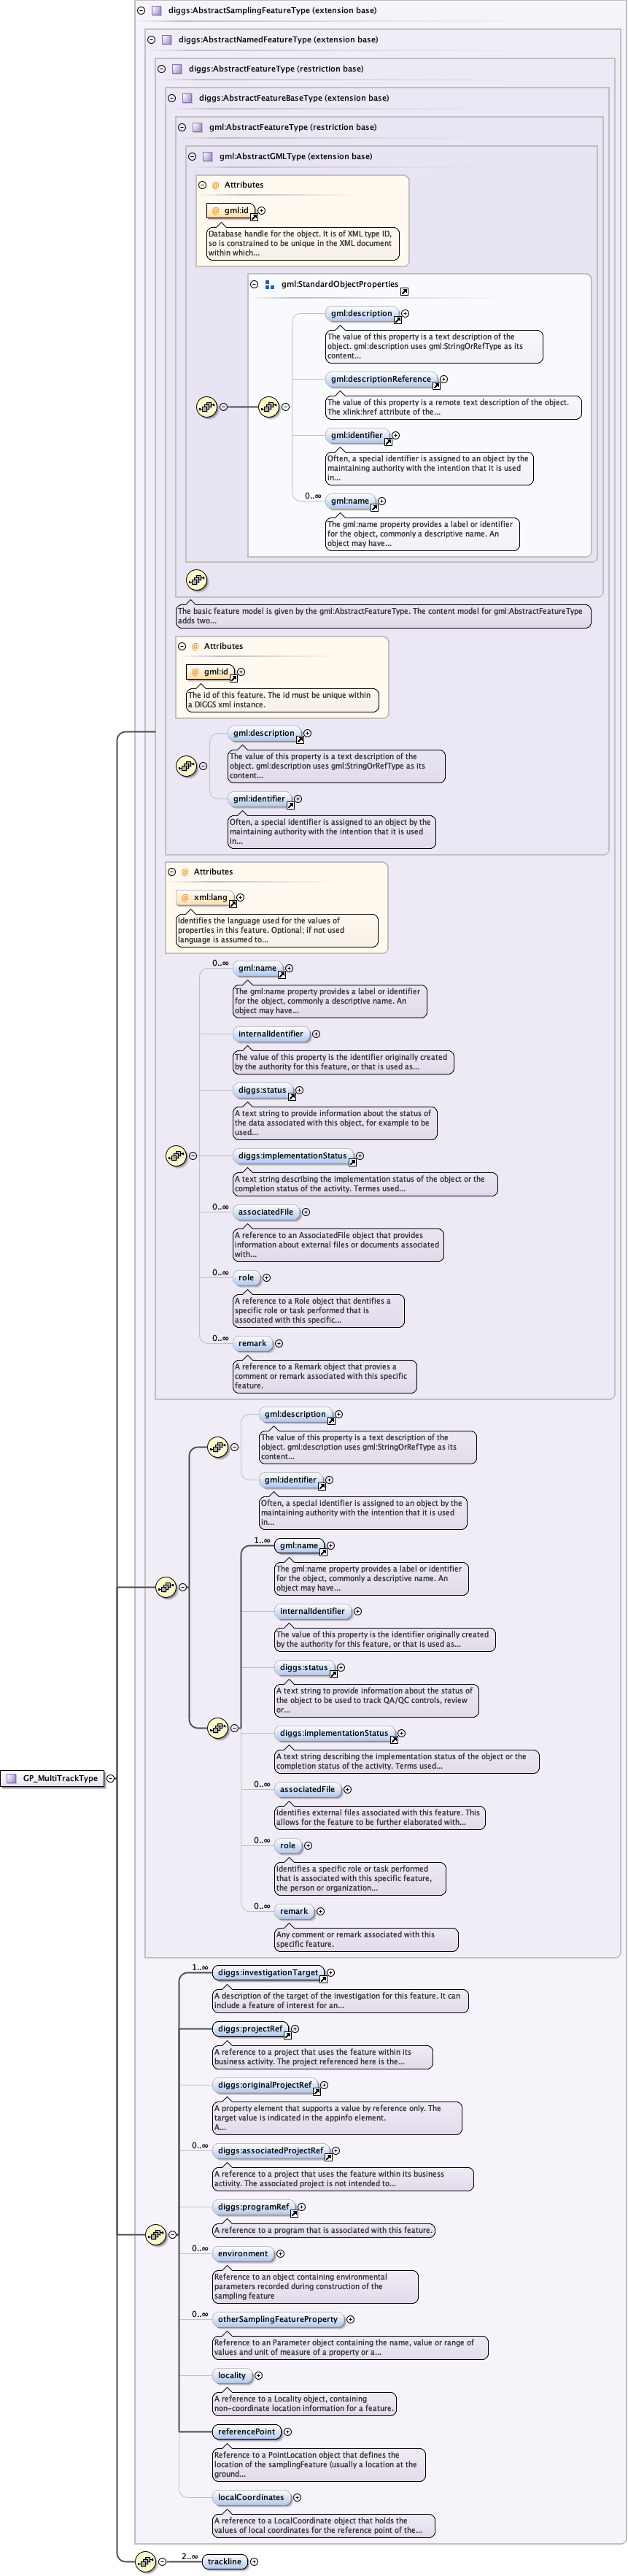 diggs:AbstractSamplingFeatureType (extension base)
diggs:AbstractNamedFeatureType (extension base)
diggs:AbstractFeatureType (restriction base)
diggs:AbstractFeatureBaseType (extension base)
gml:AbstractFeatureType (restriction base)
gml:AbstractGMLType (extension base)
@ Attributes
@ gml:id
Database handle for the object. It is of XML type ID,
so is constrained to be unique in the XML document
within which...
gml:StandardObjectProperties
gml:description
The value of this property is a text description of the
object. gml:description uses gml:StringOrRefType as its
content...
gml:descriptionReference
The value of this property is a remote text description of the object.
The xlink:href attribute of the...
gml:identifier
Often, a special identifier is assigned to an object by the
maintaining authority with the intention that it is used
in...
0..∞
gml:name
The gml:name property provides a label or identifier
for the object, commonly a descriptive name. An
object may have...
The basic feature model is given by the gml:AbstractFeatureType. The content model for gml:AbstractFeatureType
adds two...
@ Attributes
@ gml:id
The id of this feature. The id must be unique within
a DIGGS xml instance.
gml:description
The value of this property is a text description of the
object. gml:description uses gml:StringOrRefType as its
content...
gml:identifier
Often, a special identifier is assigned to an object by the
maintaining authority with the intention that it is used
in...
@ Attributes
@ xml:lang
Identifies the language used for the values of
properties in this feature. Optional; if not used
language is assumed to...
0..∞
gml:name
The gml:name property provides a label or identifier
for the object, commonly a descriptive name. An
object may have...
internalIdentifier
The value of this property is the identifier originally created
by the authority for this feature, or that is used as...
diggs:status
A text string to provide information about the status of
the data associated with this object, for example to be
used...
diggs:implementationStatus
A text string describing the implementation status of the object or the
completion status of the activity. Termes used...
0..∞
associatedFile
A reference to an AssociatedFile object that provides
information about external files or documents associated
with...
0..∞
role
A reference to a Role object that dentifies a
specific role or task performed that is
associated with this specific...
0..∞
remark
A reference to a Remark object that provies a
comment or remark associated with this specific
feature.
gml:description
The value of this property is a text description of the
object. gml:description uses gml:StringOrRefType as its
content...
gml:identifier
Often, a special identifier is assigned to an object by the
maintaining authority with the intention that it is used
in...
1..∞
gml:name
The gml:name property provides a label or identifier
for the object, commonly a descriptive name. An
object may have...
internalIdentifier
The value of this property is the identifier originally created
by the authority for this feature, or that is used as...
diggs:status
A text string to provide information about the status of
the object to be used to track QA/QC controls, review
or...
diggs:implementationStatus
A text string describing the implementation status of the object or the
completion status of the activity. Terms used...
GP_MultiTrackType
0..∞
associatedFile
Identifies external files associated with this feature. This
allows for the feature to be further elaborated with...
0..∞
role
Identifies a specific role or task performed
that is associated with this specific feature,
the person or organization...
0..∞
remark
Any comment or remark associated with this
specific feature.
1..∞
diggs:investigationTarget
A description of the target of the investigation for this feature. It can
include a feature of interest for an...
diggs:projectRef
A reference to a project that uses the feature within its
business activity. The project referenced here is the...
diggs:originalProjectRef
A property element that supports a value by reference only. The
target value is indicated in the appinfo element.
A...
0..∞
diggs:associatedProjectRef
A reference to a project that uses the feature within its business
activity. The associated project is not intended to...
diggs:programRef
A reference to a program that is associated with this feature.
0..∞
environment
Reference to an object containing environmental
parameters recorded during construction of the
sampling feature
0..∞
otherSamplingFeatureProperty
Reference to an Parameter object containing the name, value or range of
values and unit of measure of a property or a...
locality
A reference to a Locality object, containing
non-coordinate location information for a feature.
referencePoint
Reference to a PointLocation object that defines the
location of the samplingFeature (usually a location at the
ground...
localCoordinates
A reference to a LocalCoordinate object that holds the
values of local coordinates for the reference point of the...
2..∞
trackline